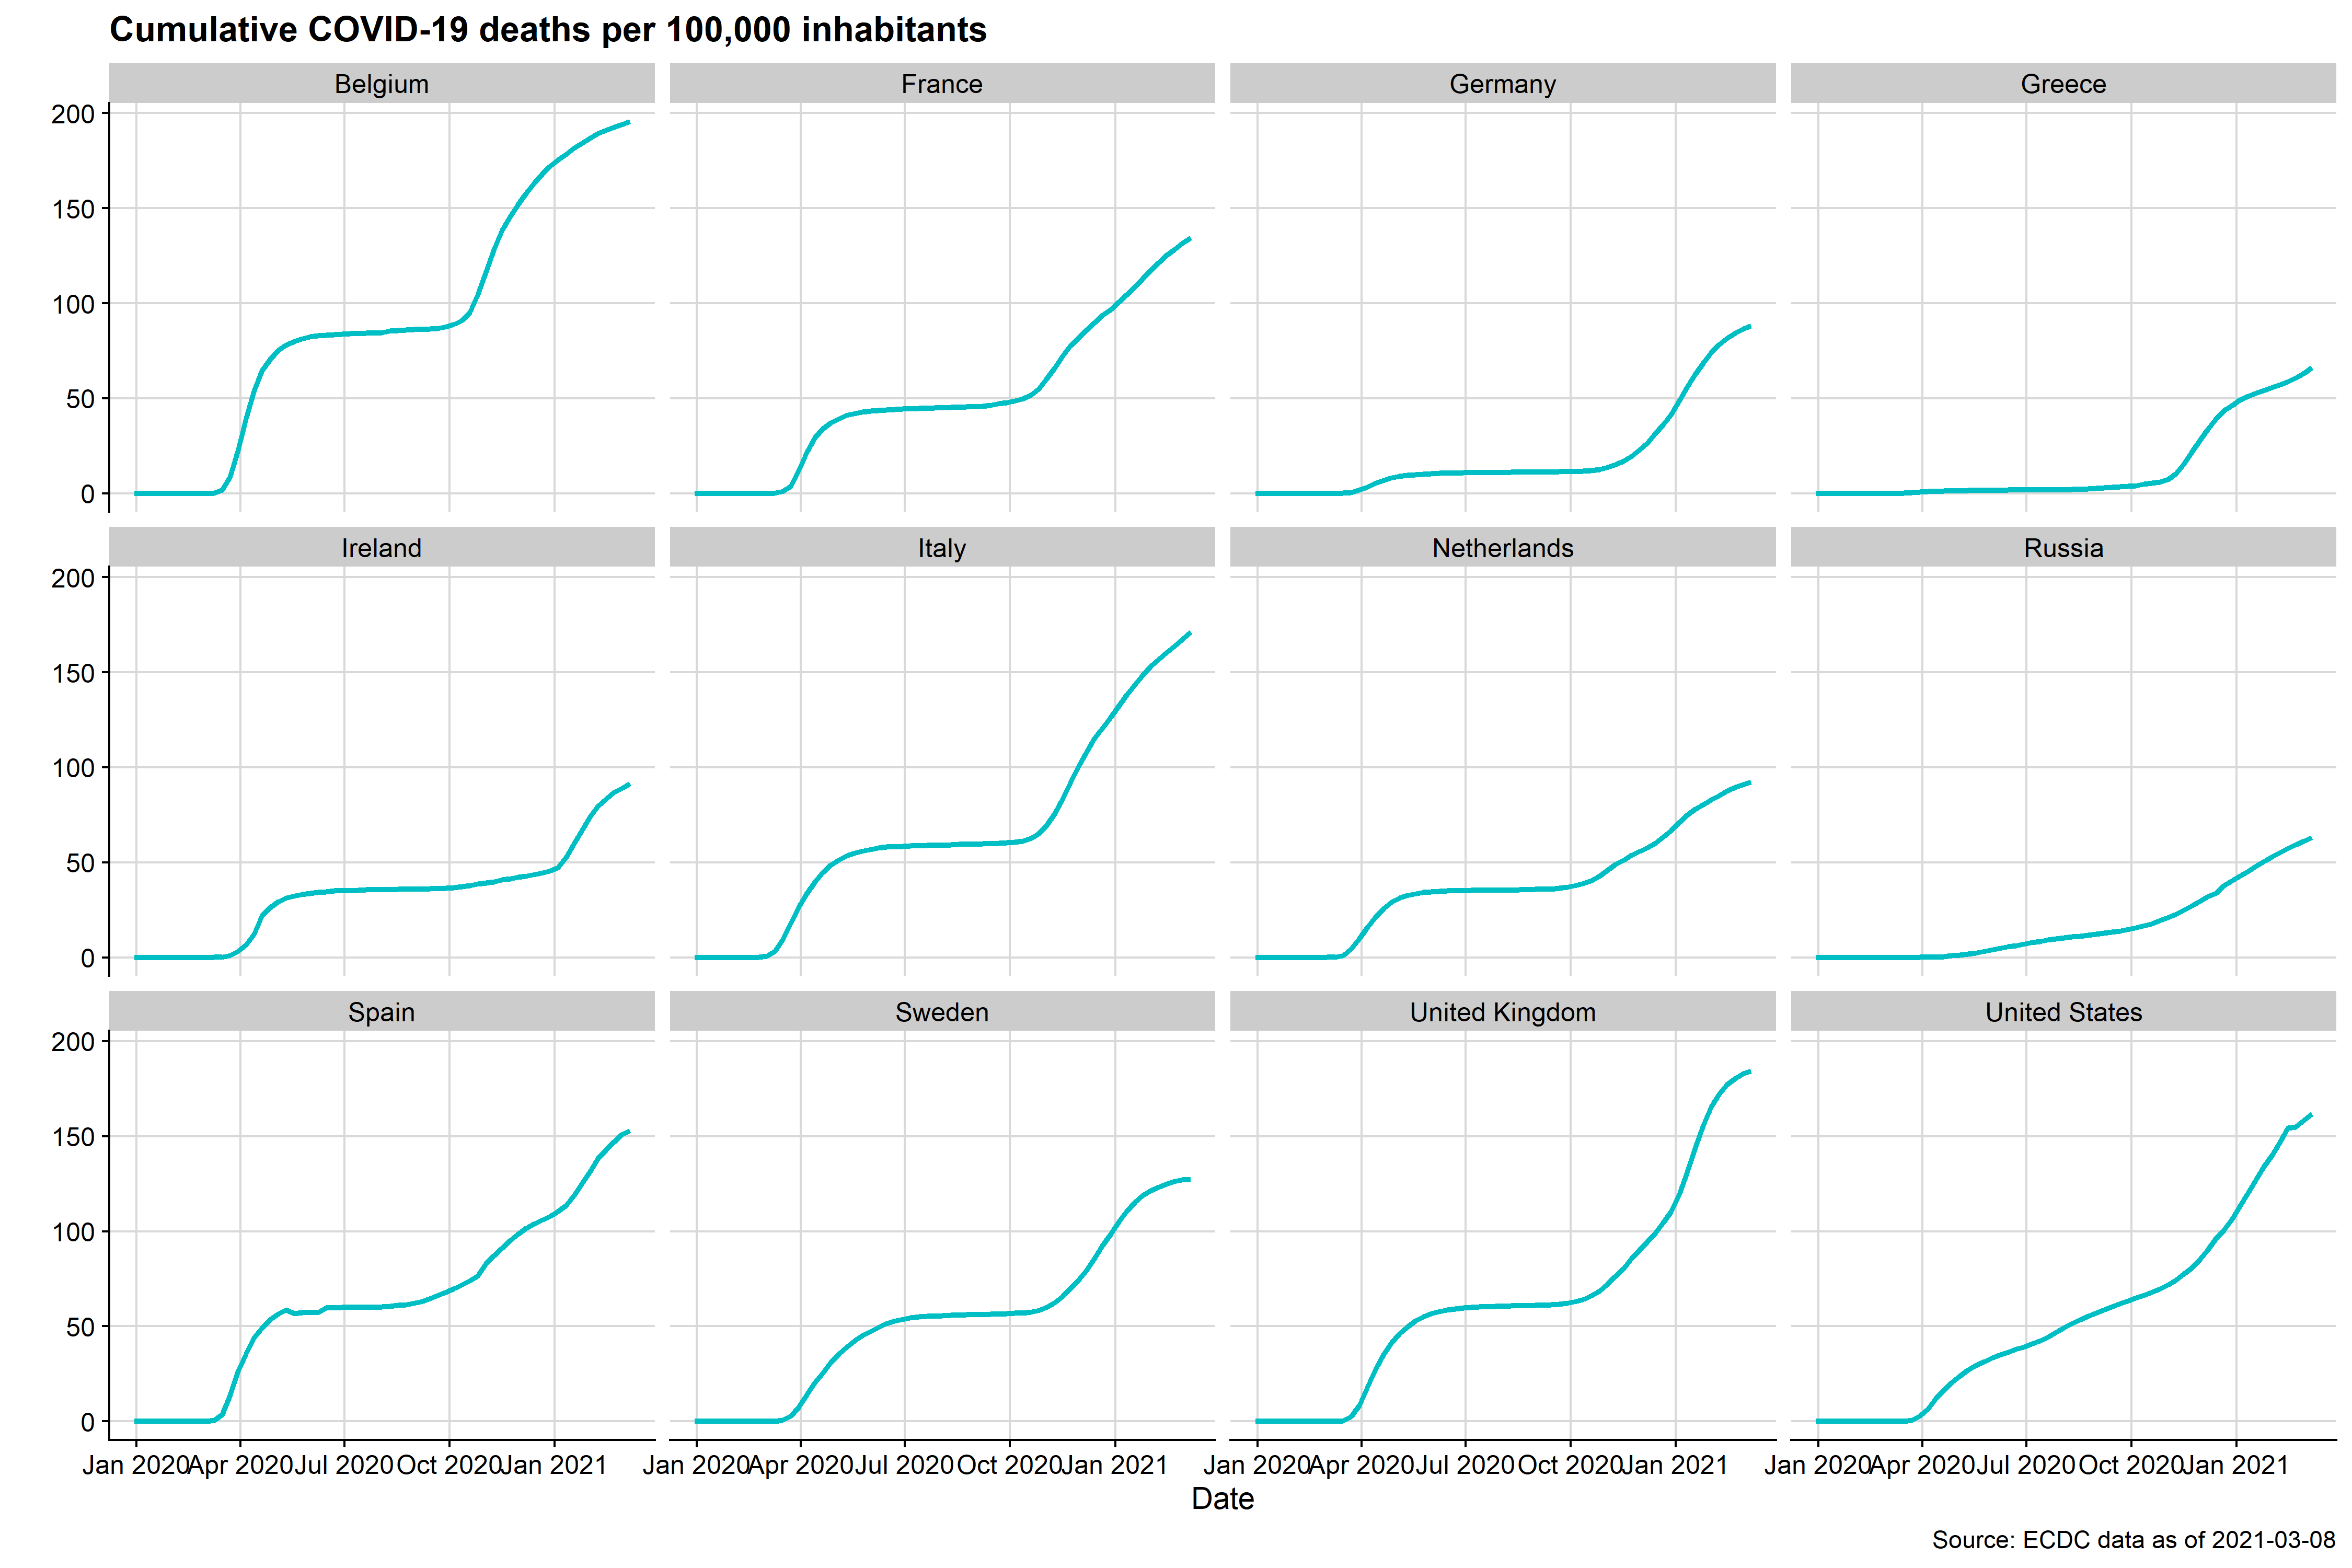 Cumulative COVID-19 deaths per 100,000 inhabitants
Belgium France Germany Greece
200
150
100
50
0
Ireland Italy Netherlands Russia
200
150
100
50
0
Spain Sweden United Kingdom United States
200
150
100
50
0
Jan 2020 Apr 2020 Jul 2020 Oct 2020 Jan 2021 Jan 2020 Apr 2020 Jul 2020 Oct 2020 Jan 2021 Jan 2020 Apr 2020 Jul 2020 Oct 2020 Jan 2021 Jan 2020 Apr 2020 Jul 2020 Oct 2020 Jan 2021
Date
Source: ECDC data as of 2021-03-08